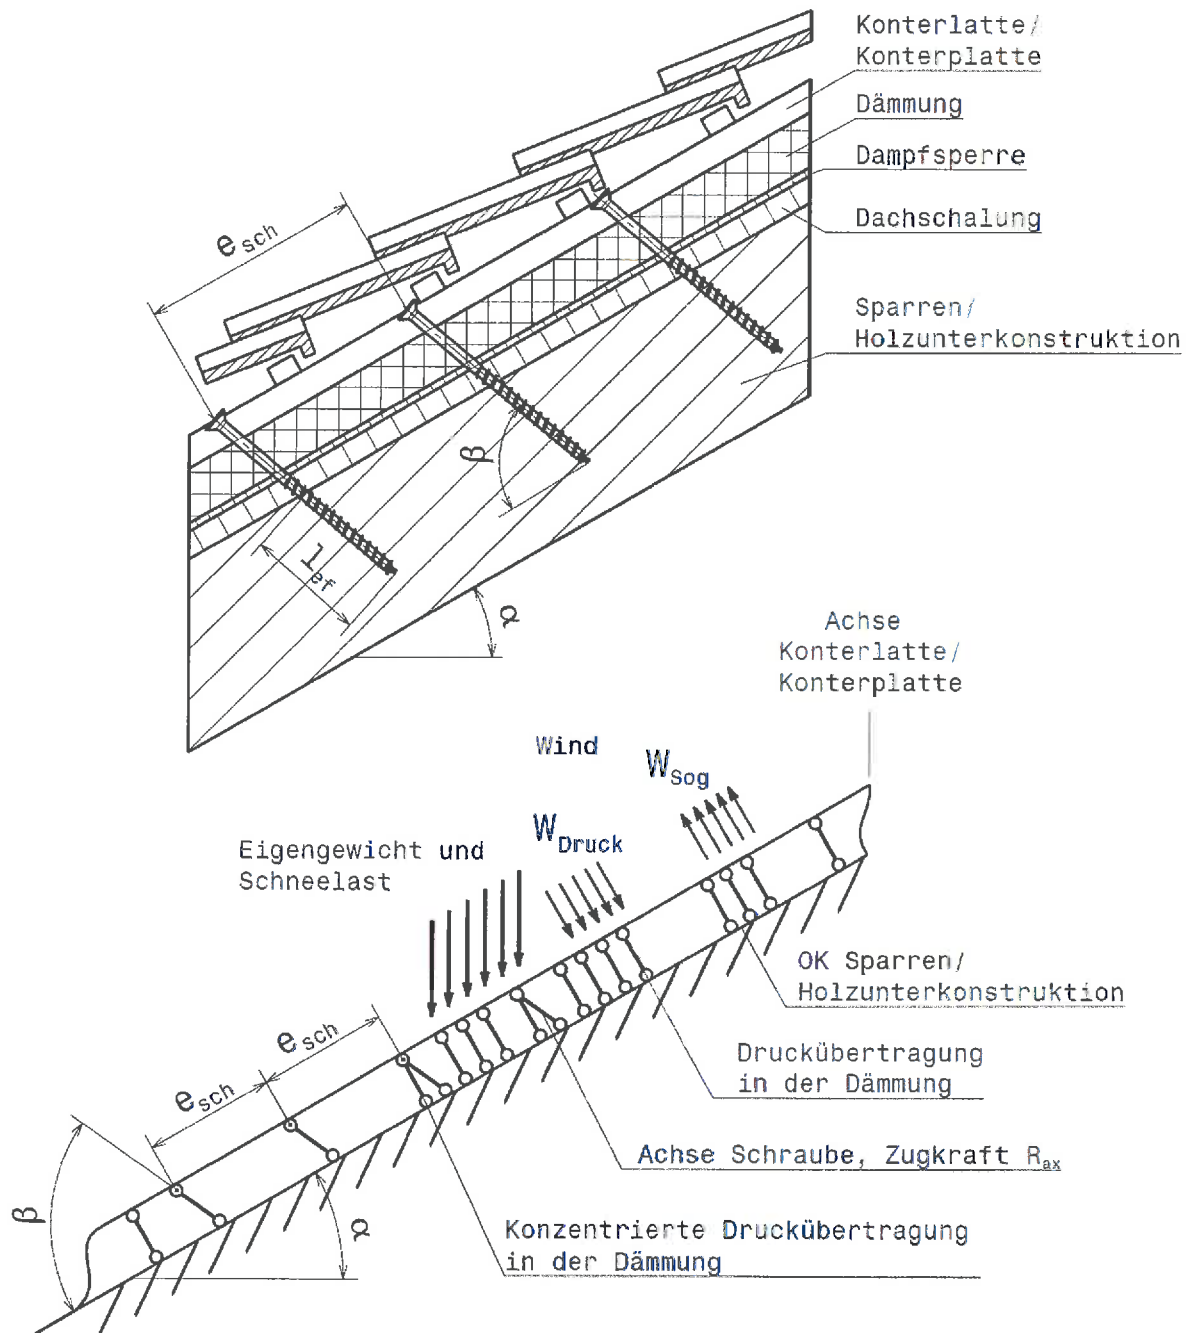 Konterlatte/
Konterplatte
Dämmung
Dampfsperre
Dachschalung
Sparren/
Holzunterkonstruktion
e sch
β
l ef
α
Achse
Konterlatte/
Konterplatte
Wind
W Sog
W Druck
Eigengewicht und
Schneelast
OK Sparren/
Holzunterkonstruktion
e sch
e sch
Druckübertragung
in der Dämmung
Achse Schraube, Zugkraft R ax
β
α
Konzentrierte Druckübertragung
in der Dämmung